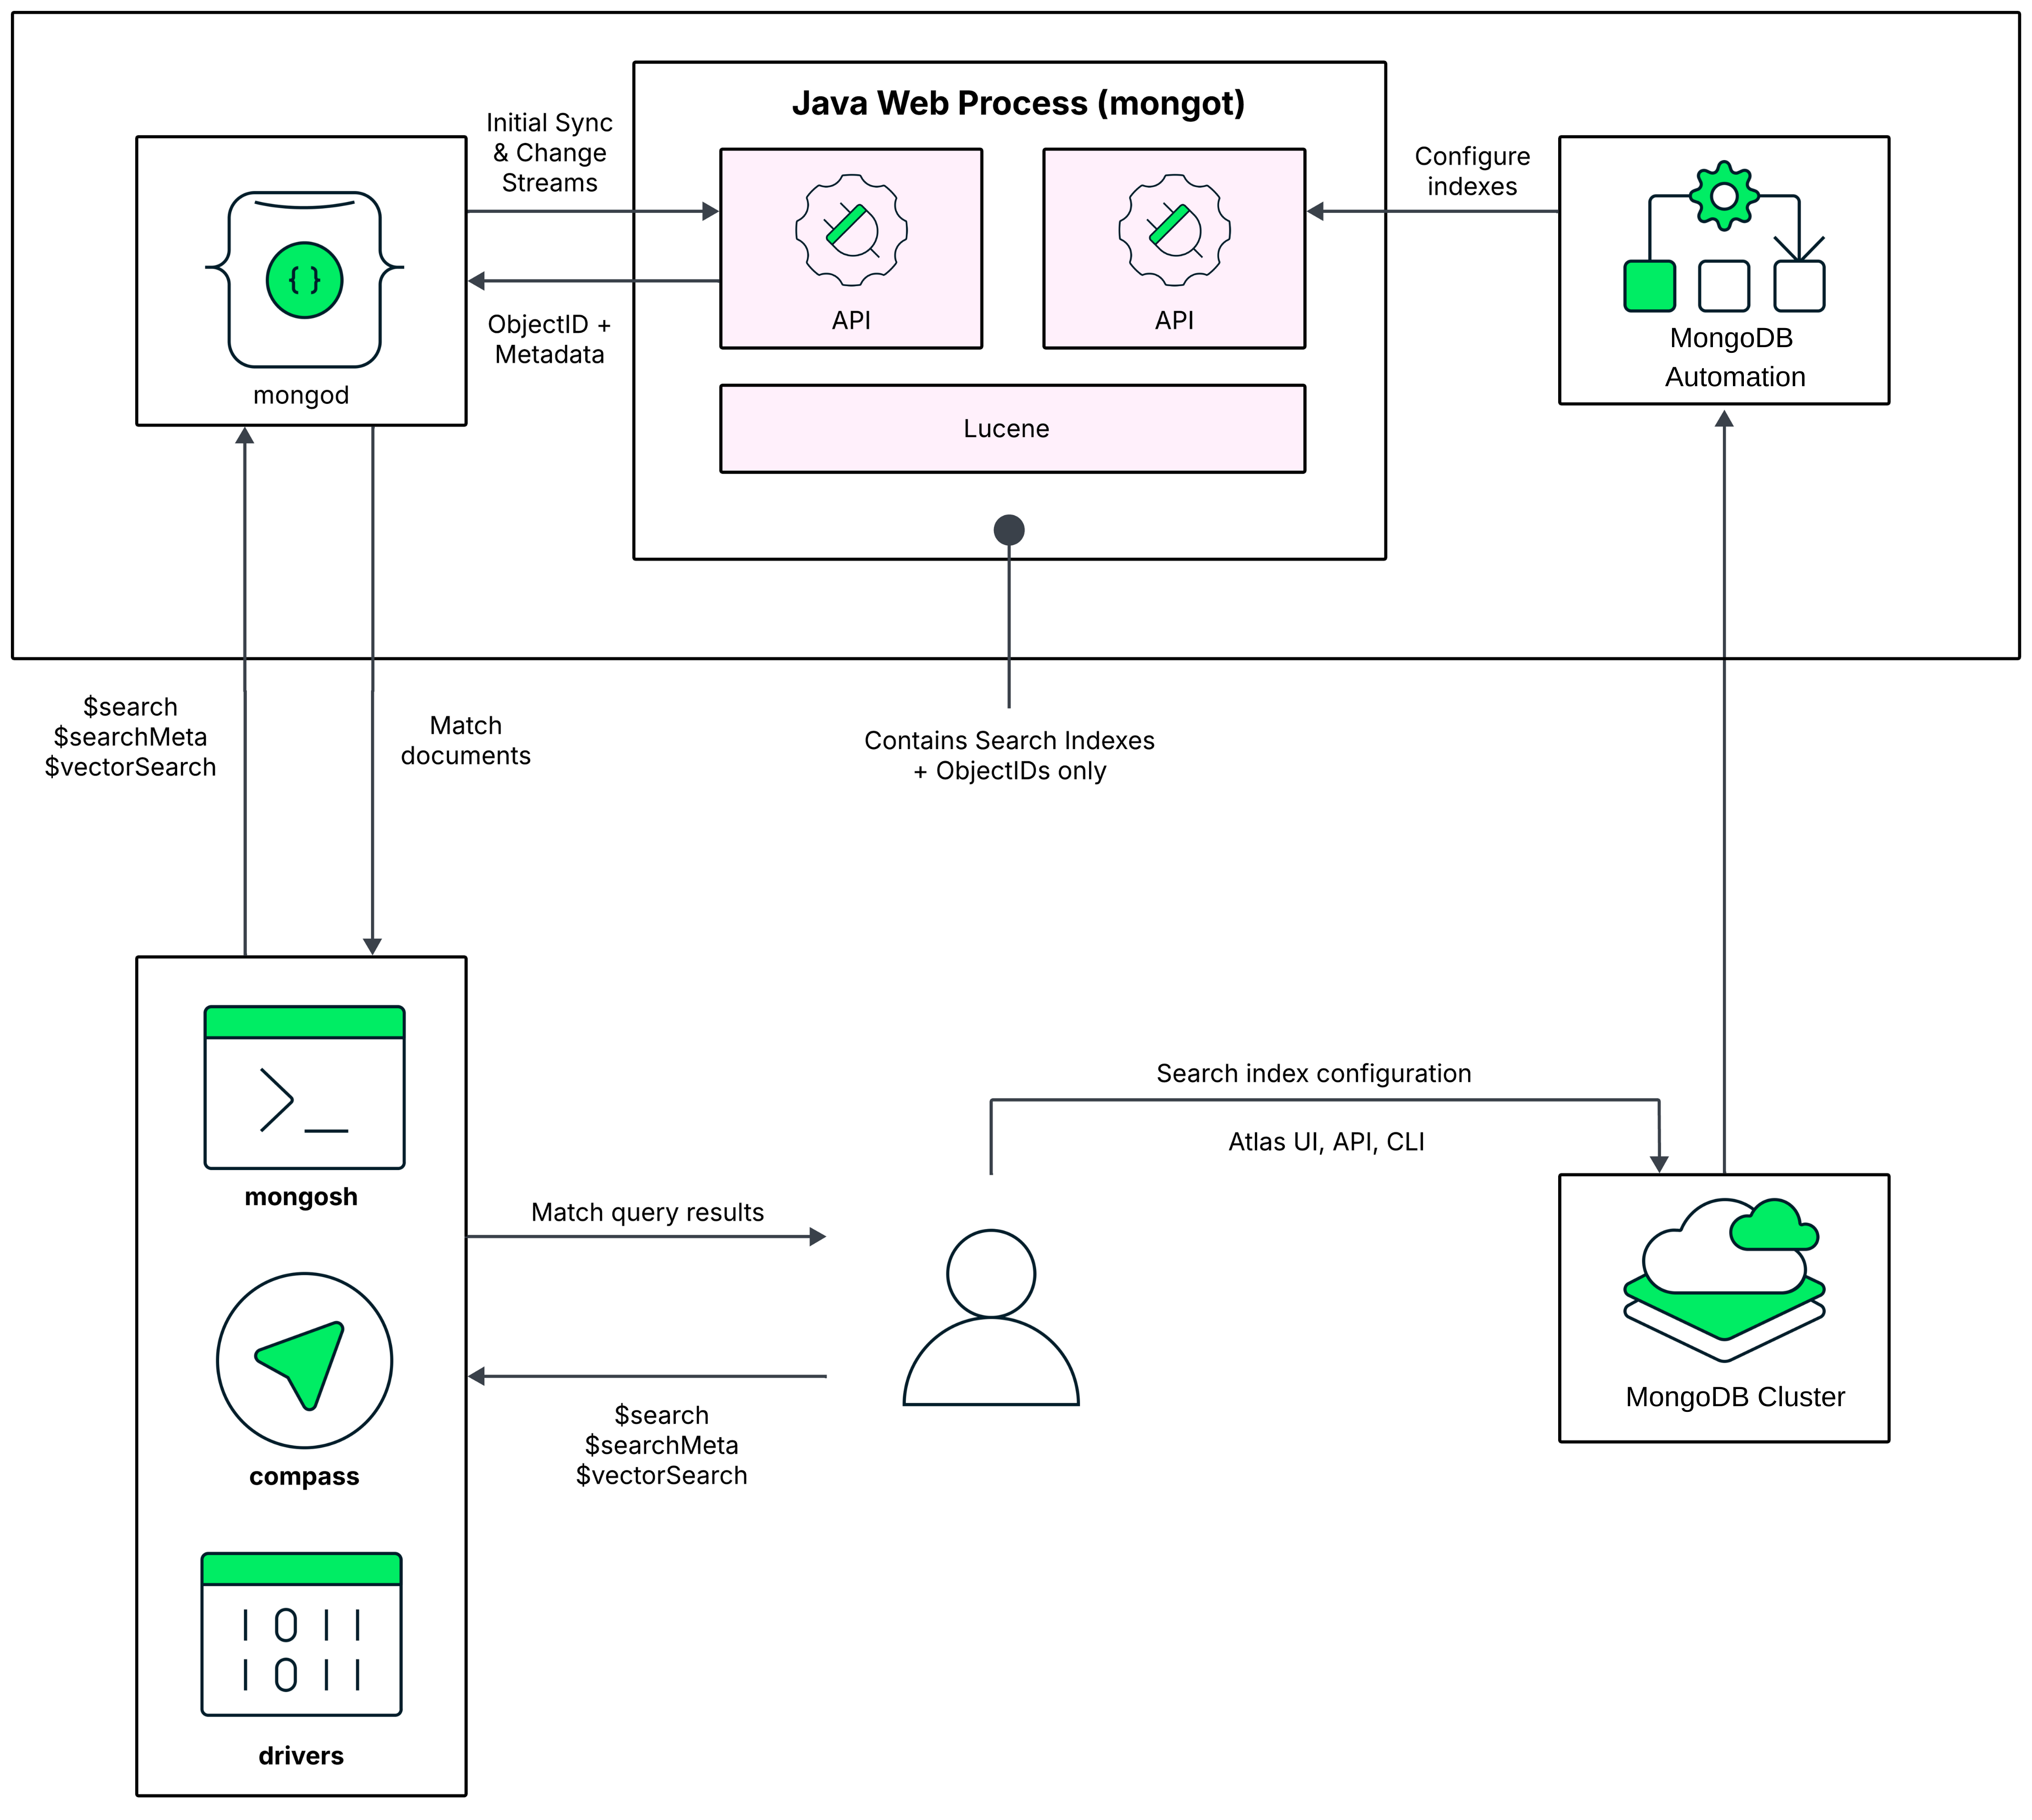 Java Web Process (mongot)
Initial Sync
& Change
Streams
Configure
indexes
{ }
API
API
ObjectID +
Metadata
MongoDB
Automation
mongod
Lucene
$search
$searchMeta
$vectorSearch
Match
documents
Contains Search Indexes
+ ObjectIDs only
Search index configuration
Atlas UI, API, CLI
mongosh
Match query results
MongoDB Cluster
$search
$searchMeta
$vectorSearch
compass
1011
1011
drivers